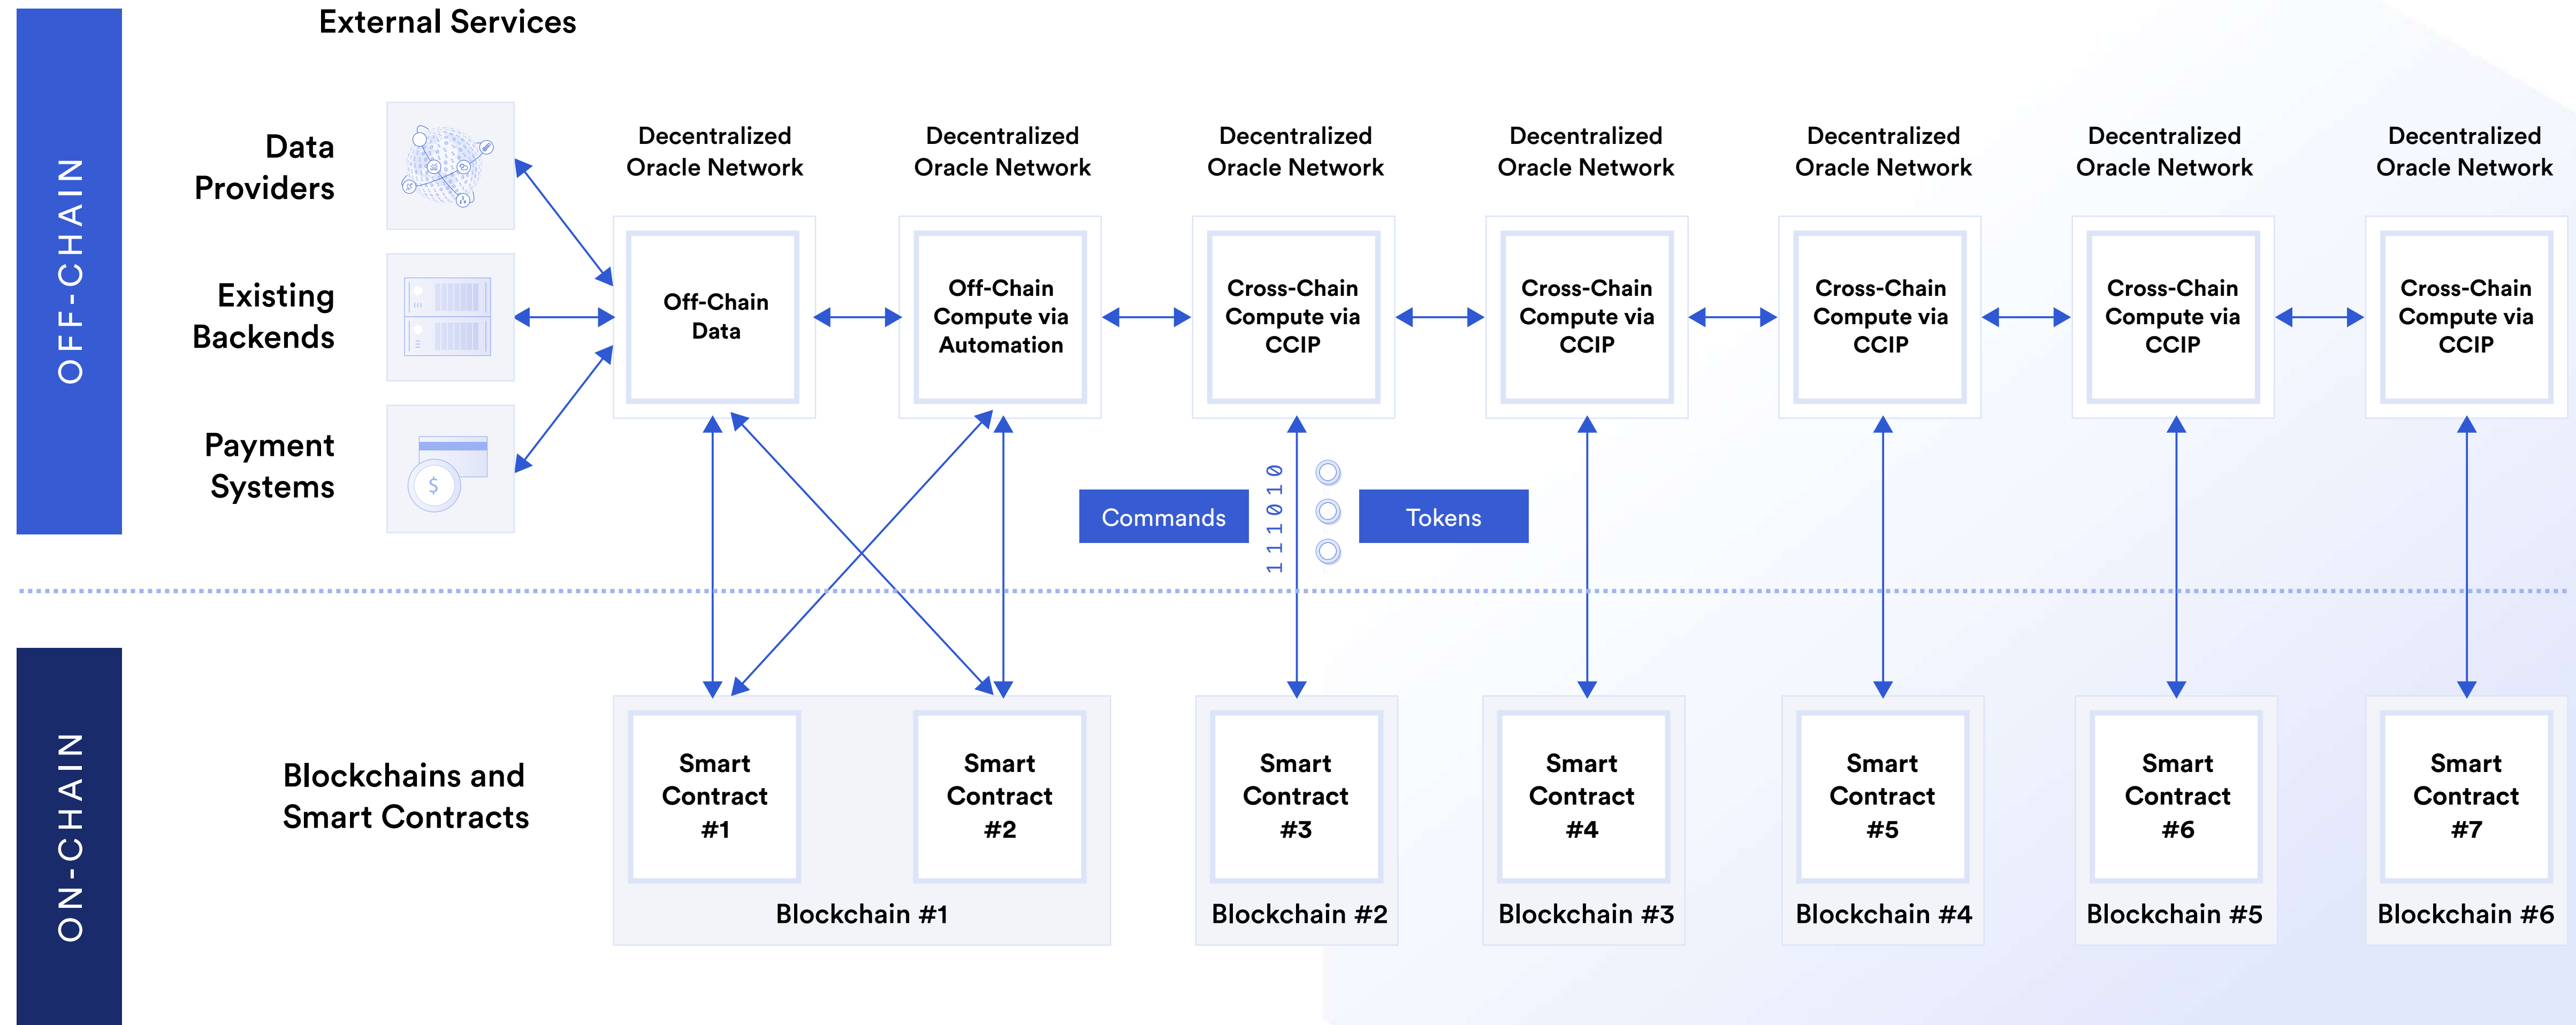 External Services
OFF-CHAIN
Data
Providers
Existing
Backends
Payment
Systems
$
Decentralized
Oracle Network
Decentralized
Oracle Network
Decentralized
Oracle Network
Decentralized
Oracle Network
Decentralized
Oracle Network
Decentralized
Oracle Network
Decentralized
Oracle Network
Off-Chain
Data
Off-Chain
Compute via
Automation
Cross-Chain
Compute via
CCIP
Cross-Chain
Compute via
CCIP
Cross-Chain
Compute via
CCIP
Cross-Chain
Compute via
CCIP
Cross-Chain
Compute via
CCIP
Commands
111010
Tokens
ON-CHAIN
Blockchains and
Smart Contracts
Smart
Contract
#1
Smart
Contract
#2
Smart
Contract
#3
Smart
Contract
#4
Smart
Contract
#5
Smart
Contract
#6
Smart
Contract
#7
Blockchain #1
Blockchain #2
Blockchain #3
Blockchain #4
Blockchain #5
Blockchain #6